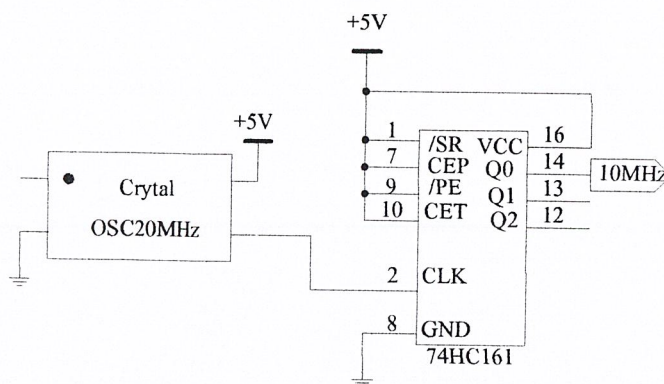 +5V
+5V
Crytal
OSC20MHz
1 /SR VCC 16
7 CEP Q0 14 10MHz
9 /PE Q1 13
10 CET Q2 12
2 CLK
8 GND
74HC161